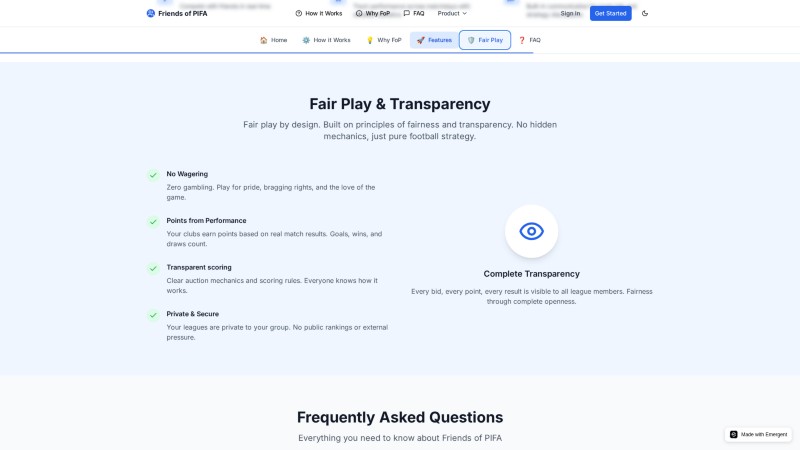 Friends of PIFA
How it Works
Why FoP
FAQ
Product
Sign In
Get Started
Home
How it Works
Why FoP
Features
Fair Play
FAQ
Fair Play & Transparency
Fair play by design. Built on principles of fairness and transparency. No hidden
mechanics, just pure football strategy.
No Wagering
Zero gambling. Play for pride, bragging rights, and the love of the
game.
Points from Performance
Your clubs earn points based on real match results. Goals, wins, and
draws count.
Transparent scoring
Clear auction mechanics and scoring rules. Everyone knows how it
works.
Private & Secure
Your leagues are private to your group. No public rankings or external
pressure.
Complete Transparency
Every bid, every point, every result is visible to all league members. Fairness
through complete openness.
Frequently Asked Questions
Everything you need to know about Friends of PIFA
Made with Emergent